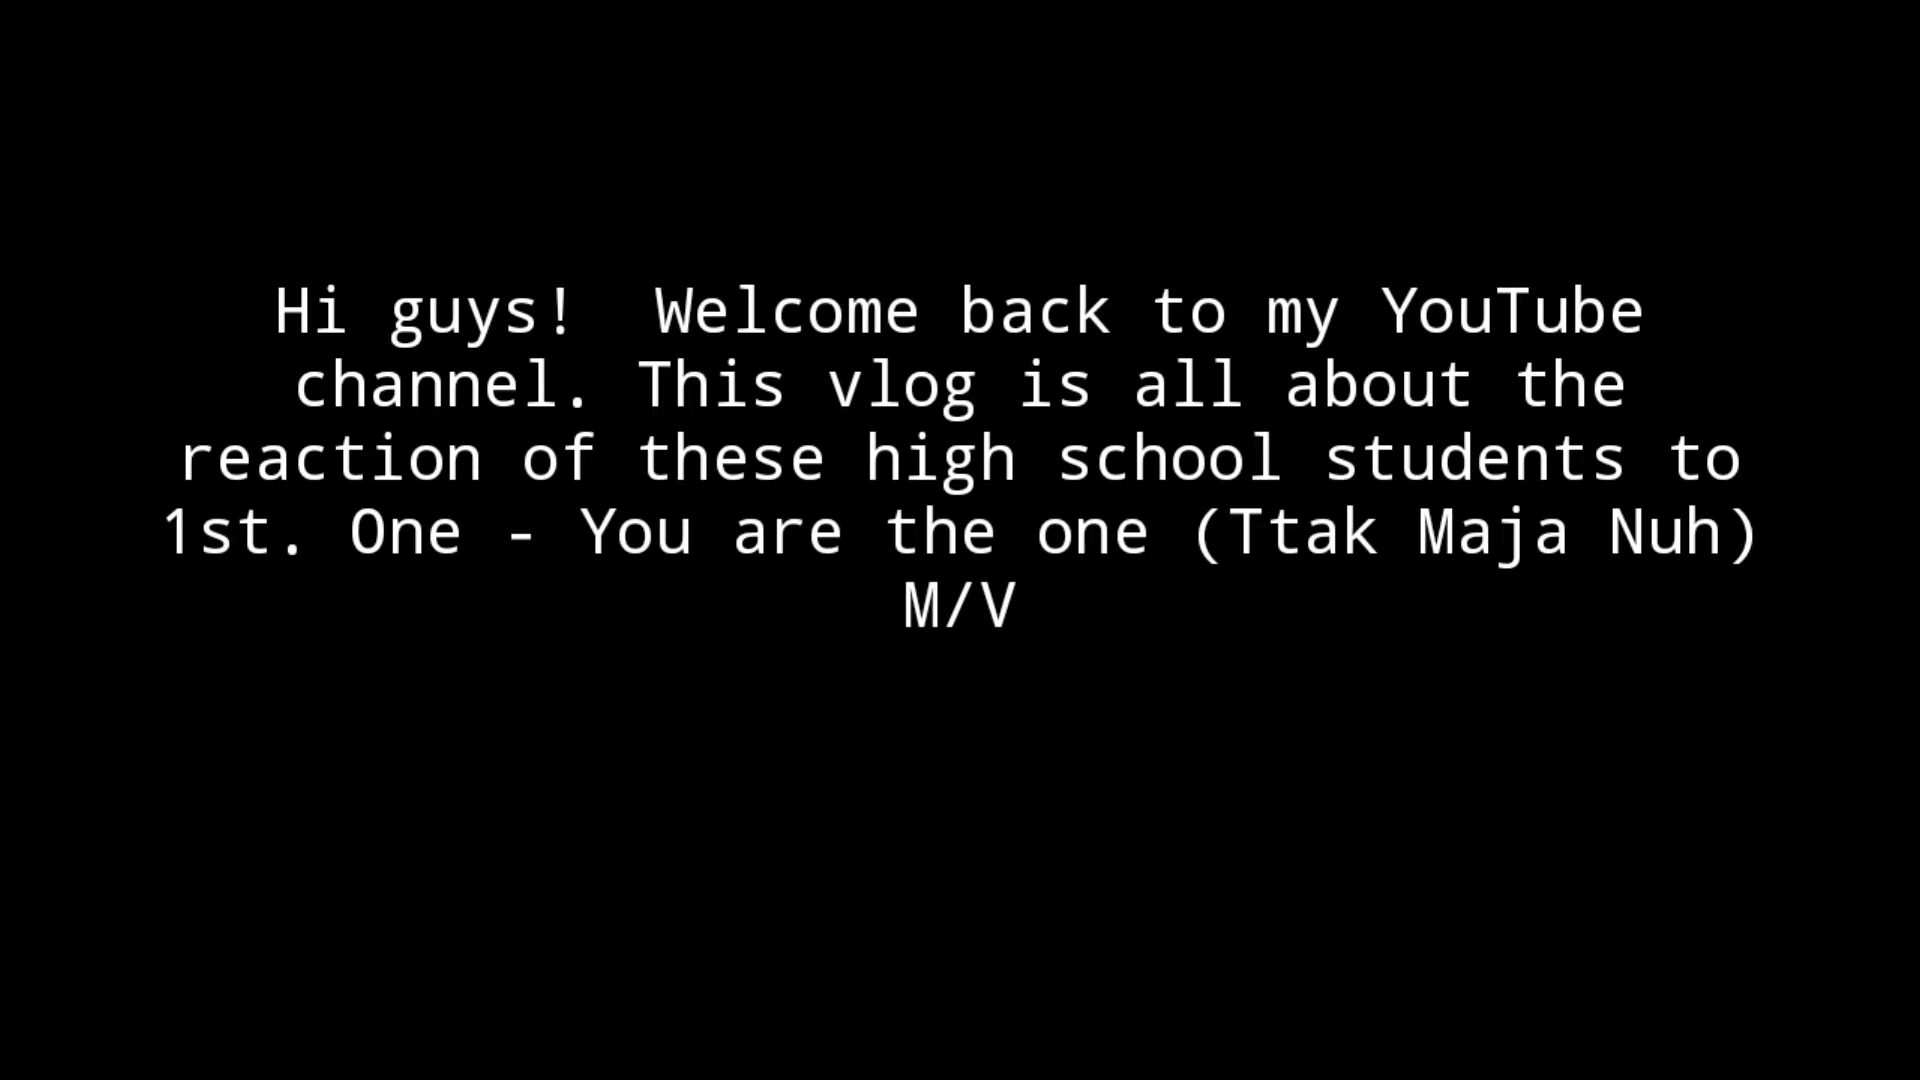 Hi guys!  Welcome back to my YouTube
channel. This vlog is all about the
reaction of these high school students to
1st. One - You are the one (Ttak Maja Nuh)
M/V